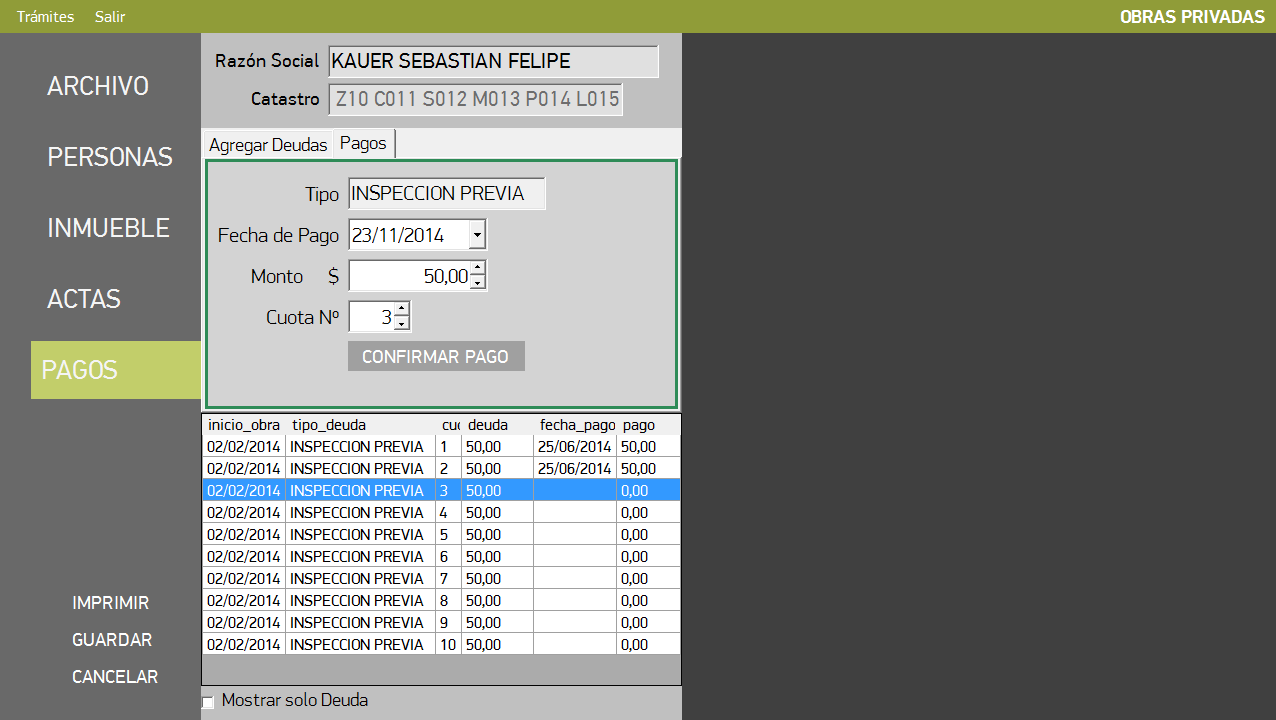 Trámites Salir OBRAS PRIVADAS
ARCHIVO
PERSONAS
INMUEBLE
ACTAS
PAGOS
IMPRIMIR
GUARDAR
CANCELAR
Razón Social KAUER SEBASTIAN FELIPE
Catastro Z10 C011 S012 M013 P014 L015
Agregar Deudas Pagos
Tipo INSPECCION PREVIA
Fecha de Pago 23/11/2014
Monto $ 50,00
Cuota Nº 3
CONFIRMAR PAGO
inicio_obra tipo_deuda cuo deuda fecha_pago pago
02/02/2014 INSPECCION PREVIA 1 50,00 25/06/2014 50,00
02/02/2014 INSPECCION PREVIA 2 50,00 25/06/2014 50,00
02/02/2014 INSPECCION PREVIA 3 50,00 0,00
02/02/2014 INSPECCION PREVIA 4 50,00 0,00
02/02/2014 INSPECCION PREVIA 5 50,00 0,00
02/02/2014 INSPECCION PREVIA 6 50,00 0,00
02/02/2014 INSPECCION PREVIA 7 50,00 0,00
02/02/2014 INSPECCION PREVIA 8 50,00 0,00
02/02/2014 INSPECCION PREVIA 9 50,00 0,00
02/02/2014 INSPECCION PREVIA 10 50,00 0,00
Mostrar solo Deuda